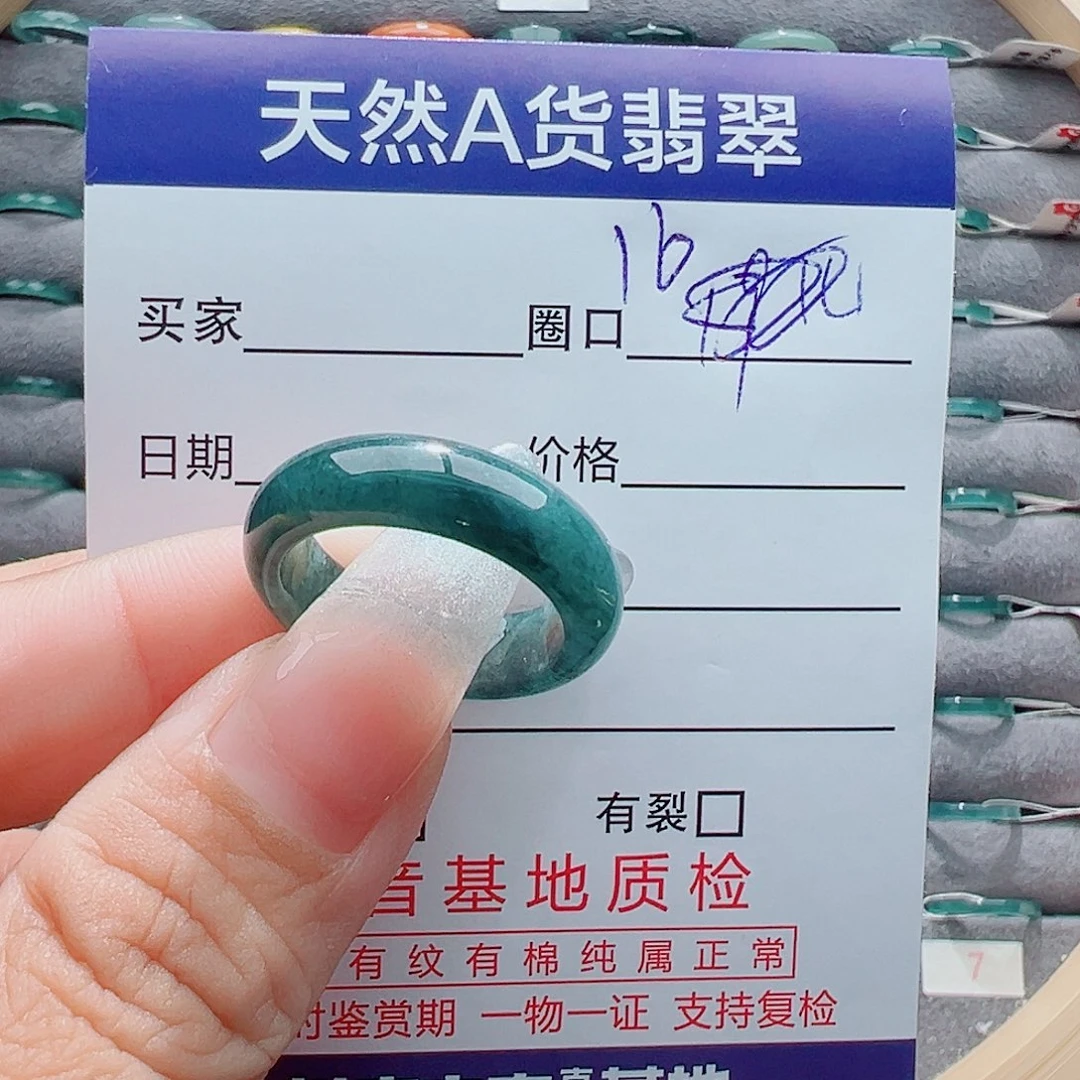 天然A货翡翠
买家 圈口 16
日期 价格
有裂
音基地质检
有纹有棉纯属正常
时鉴赏期 一物一证 支持复检
7